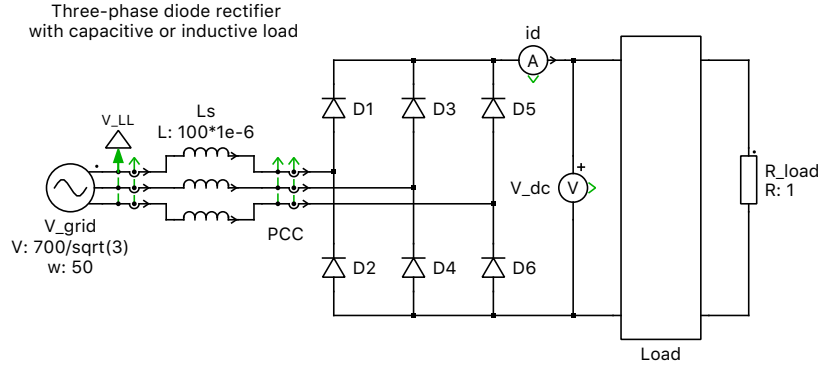 Three-phase diode rectifier
with capacitive or inductive load
id
A
V_LL
Ls
L: 100*1e-6
D1
D3
D5
V_dc
+
V
R_load
R: 1
V_grid
V: 700/sqrt(3)
w: 50
PCC
D2
D4
D6
Load